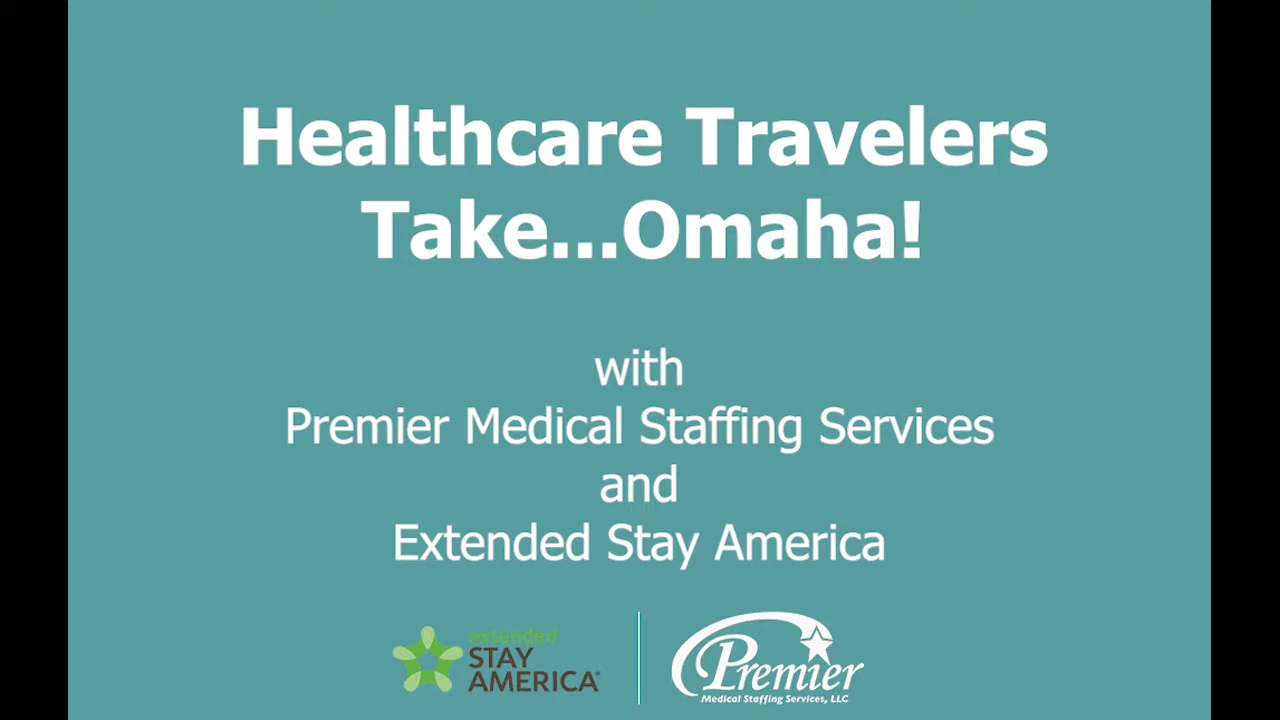 Healthcare Travelers
Take...Omaha!
with
Premier Medical Staffing Services
and
Extended Stay America
extended
STAY
AMERICA®
Premier
Medical Staffing Services, LLC